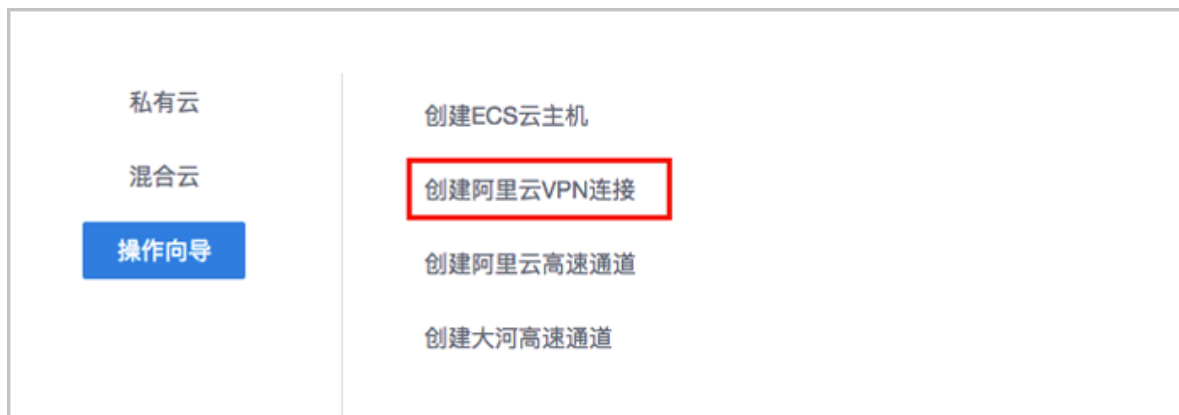 私有云
混合云
操作向导
创建ECS云主机
创建阿里云VPN连接
创建阿里云高速通道
创建大河高速通道